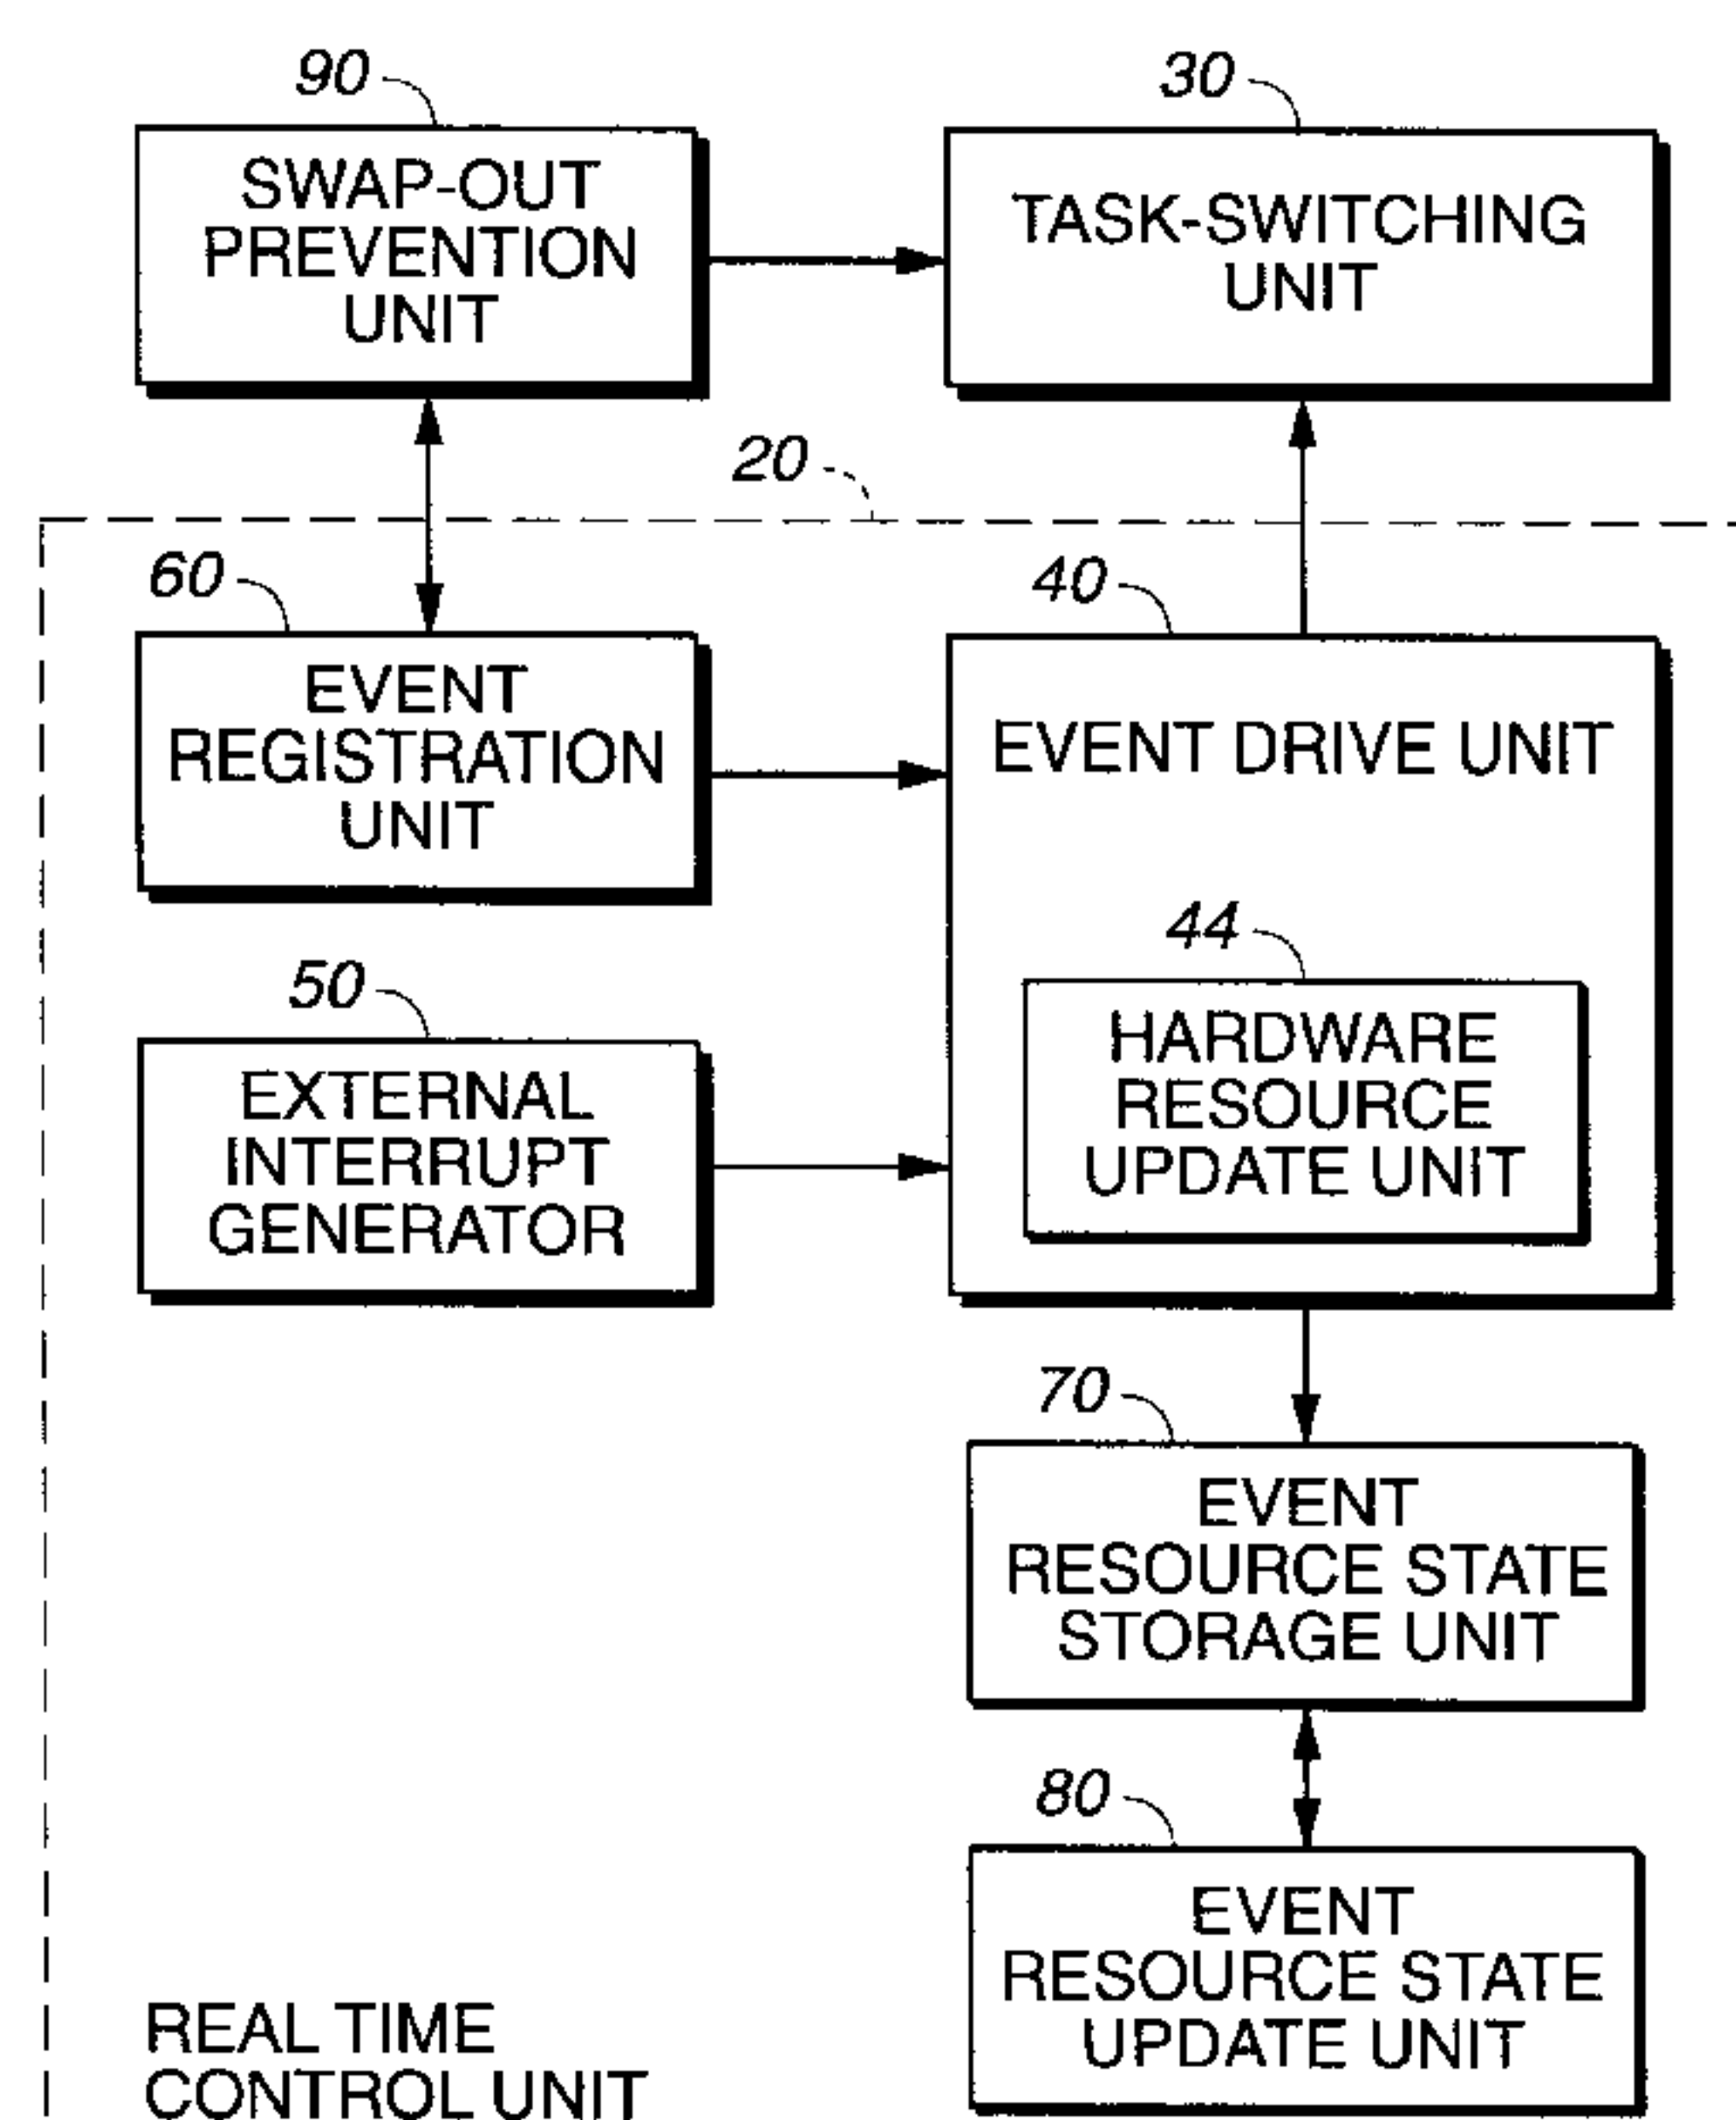 90
SWAP-OUT
PREVENTION
UNIT
30
TASK-SWITCHING
UNIT
20
60
EVENT
REGISTRATION
UNIT
40
EVENT DRIVE UNIT
44
HARDWARE
RESOURCE
UPDATE UNIT
50
EXTERNAL
INTERRUPT
GENERATOR
70
EVENT
RESOURCE STATE
STORAGE UNIT
80
EVENT
RESOURCE STATE
UPDATE UNIT
REAL TIME
CONTROL UNIT